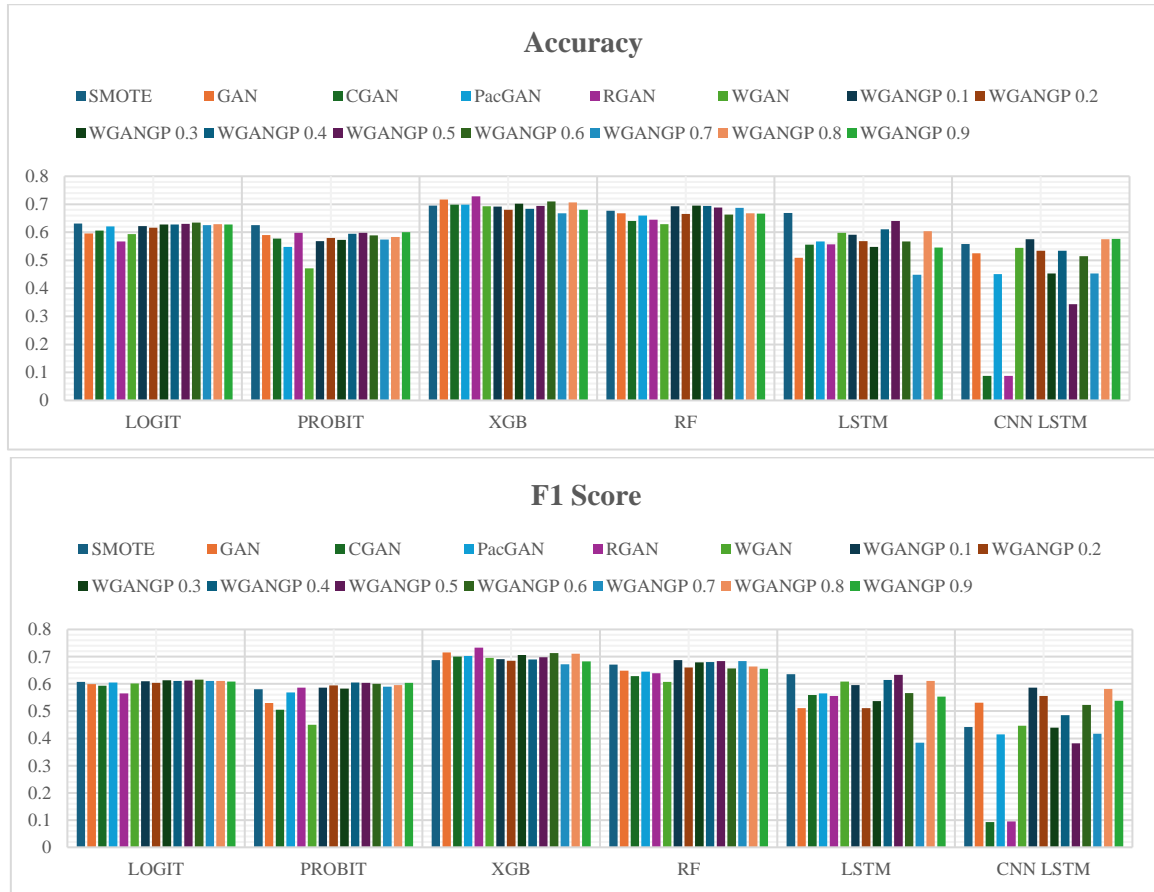 Accuracy
SMOTE GAN CGAN PacGAN RGAN WGAN WGANGP 0.1 WGANGP 0.2
WGANGP 0.3 WGANGP 0.4 WGANGP 0.5 WGANGP 0.6 WGANGP 0.7 WGANGP 0.8 WGANGP 0.9
0.8
0.7
0.6
0.5
0.4
0.3
0.2
0.1
0
LOGIT PROBIT XGB RF LSTM CNN LSTM
F1 Score
SMOTE GAN CGAN PacGAN RGAN WGAN WGANGP 0.1 WGANGP 0.2
WGANGP 0.3 WGANGP 0.4 WGANGP 0.5 WGANGP 0.6 WGANGP 0.7 WGANGP 0.8 WGANGP 0.9
0.8
0.7
0.6
0.5
0.4
0.3
0.2
0.1
0
LOGIT PROBIT XGB RF LSTM CNN LSTM